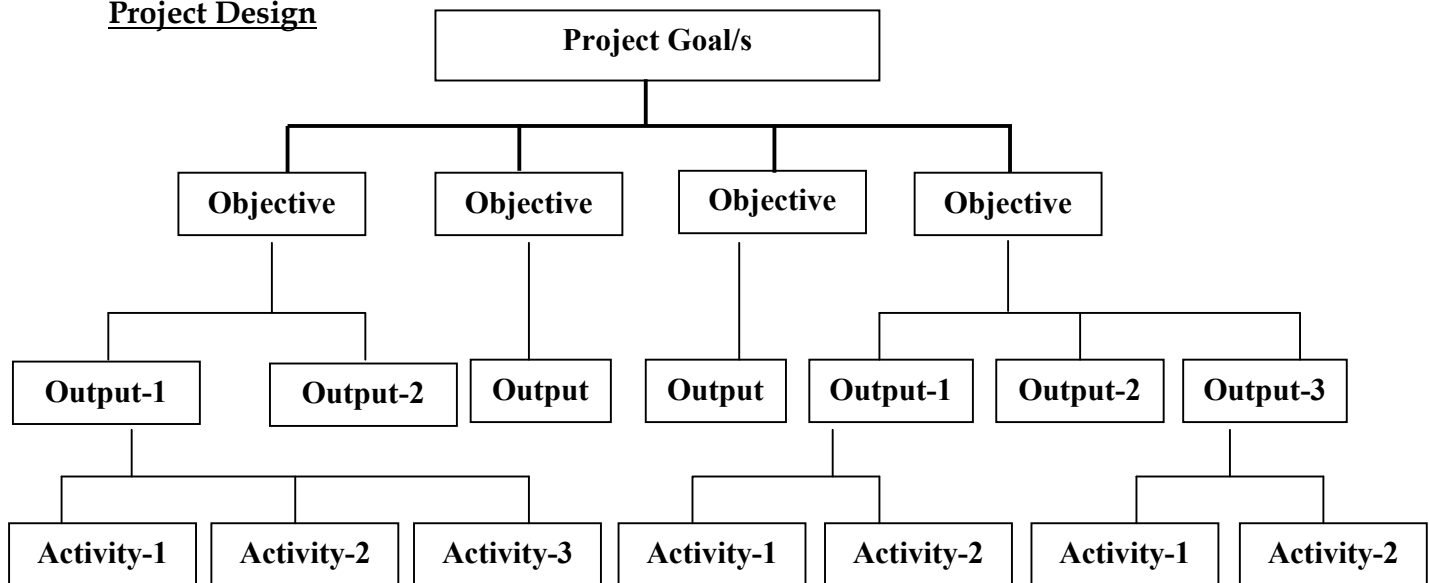 Project Design
Project Goal/s
Objective
Objective
Objective
Objective
Output-1
Output-2
Output
Output
Output-1
Output-2
Output-3
Activity-1
Activity-2
Activity-3
Activity-1
Activity-2
Activity-1
Activity-2